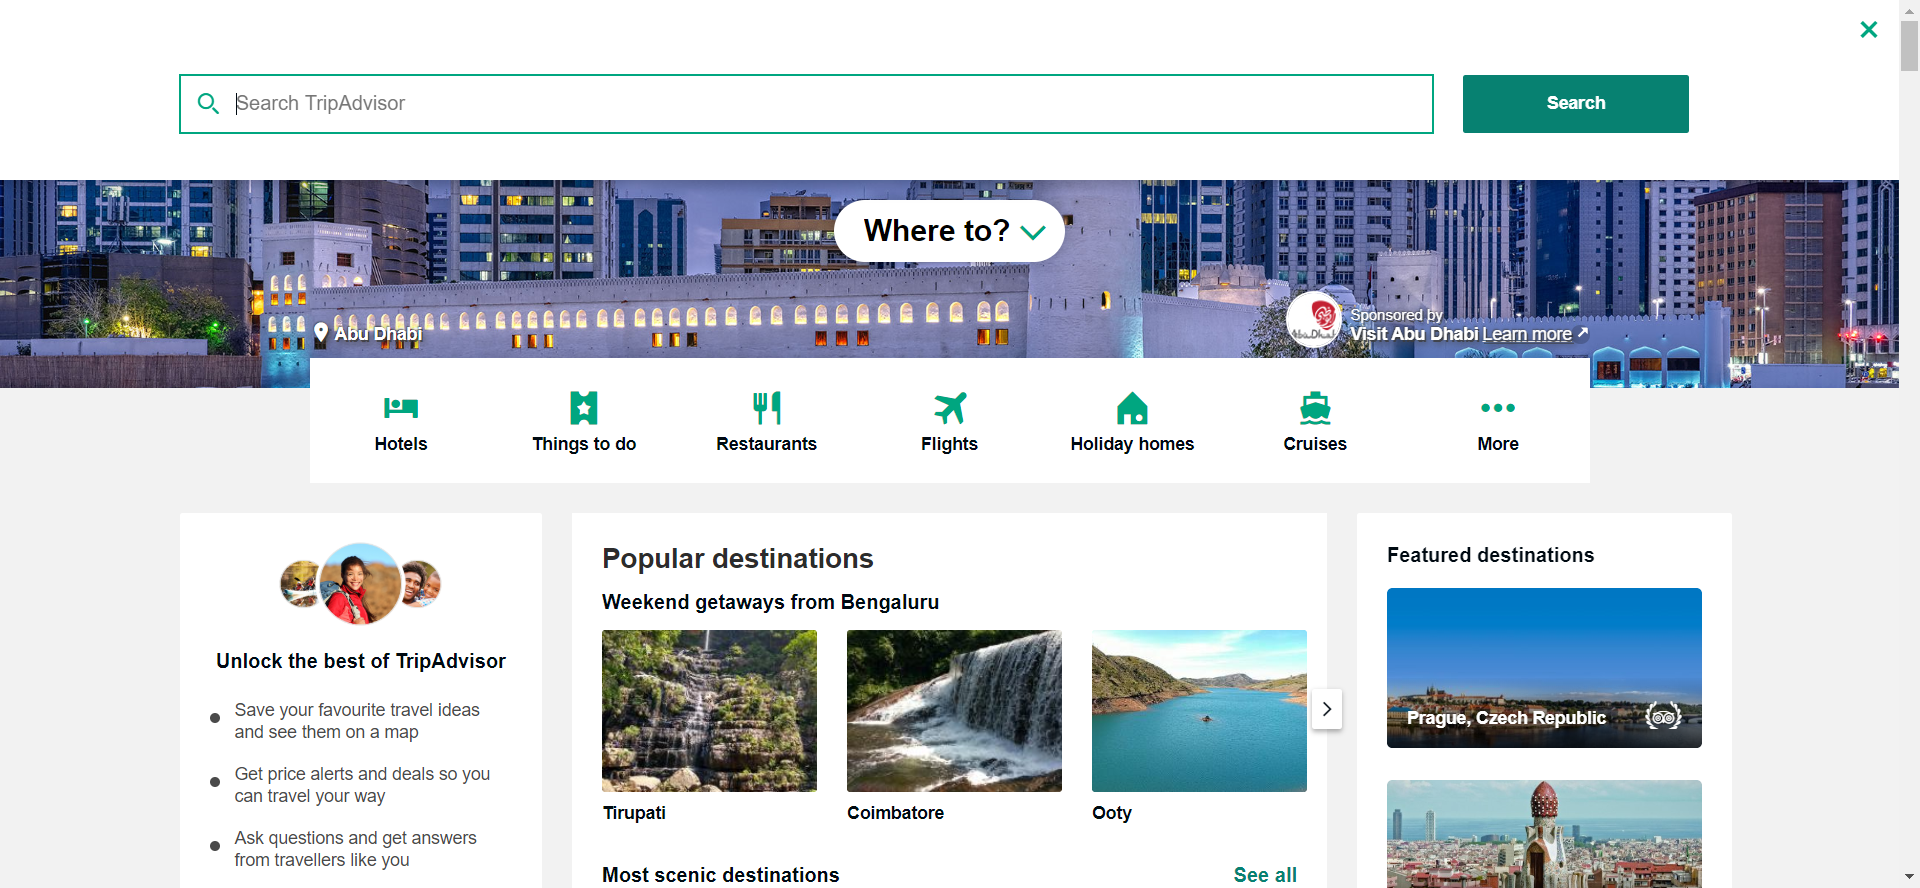 Search TripAdvisor
Search
Where to?
Abu Dhabi
Sponsored by
Visit Abu Dhabi Learn more
Hotels
Things to do
Restaurants
Flights
Holiday homes
Cruises
More
Unlock the best of TripAdvisor
Save your favourite travel ideas
and see them on a map
Get price alerts and deals so you
can travel your way
Ask questions and get answers
from travellers like you
Popular destinations
Weekend getaways from Bengaluru
Tirupati
Coimbatore
Ooty
Most scenic destinations
See all
Featured destinations
Prague, Czech Republic